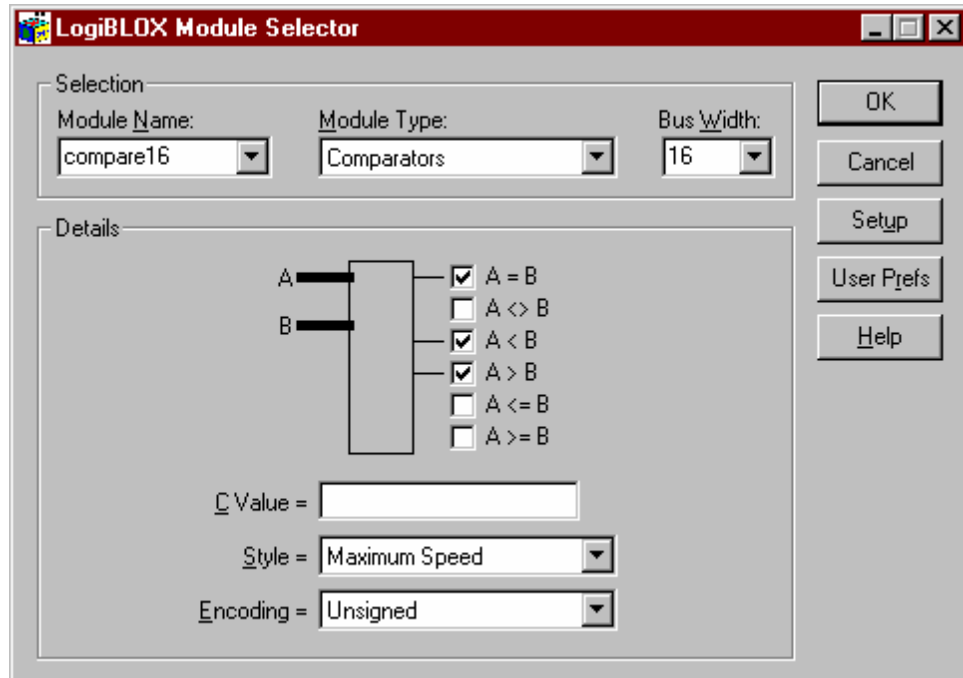 LogiBLOX Module Selector
Selection
Module Name:
Module Type:
Bus Width:
compare16
Comparators
16
OK
Cancel
Setup
User Prefs
Help
Details
A
B
A = B
A <> B
A < B
A > B
A <= B
A >= B
C Value =
Style = Maximum Speed
Encoding = Unsigned